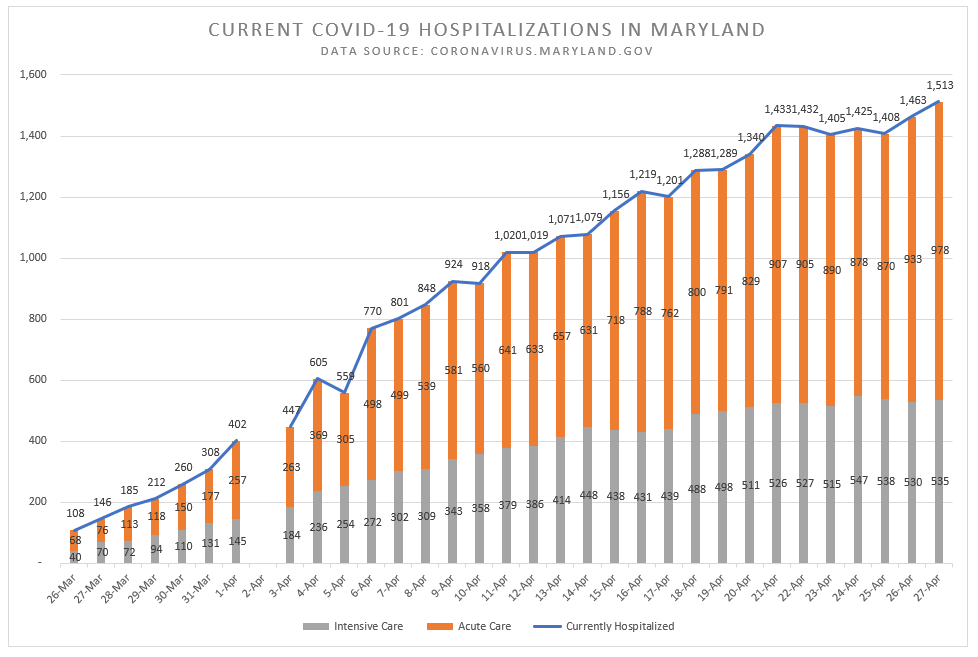 CURRENT COVID-19 HOSPITALIZATIONS IN MARYLAND
DATA SOURCE: CORONAVIRUS.MARYLAND.GOV
1,600
1,400
1,200
1,000
800
600
400
200
-
108 146 185 212 260 308 402 447 605 559 770 801 848 924 918 1,020 1,019 1,071 1,079 1,156 1,219 1,201 1,288 1,289 1,340 1,433 1,432 1,405 1,425 1,408 1,463 1,513
68 76 113 118 150 177 257 263 369 305 498 499 539 581 560 641 633 657 631 718 788 762 800 791 829 907 905 890 878 870 933 978
40 70 72 94 110 131 145 184 236 254 272 302 309 343 358 379 386 414 448 438 431 439 488 498 511 526 527 515 547 538 530 535
26-Mar 27-Mar 28-Mar 29-Mar 30-Mar 31-Mar 1-Apr 2-Apr 3-Apr 4-Apr 5-Apr 6-Apr 7-Apr 8-Apr 9-Apr 10-Apr 11-Apr 12-Apr 13-Apr 14-Apr 15-Apr 16-Apr 17-Apr 18-Apr 19-Apr 20-Apr 21-Apr 22-Apr 23-Apr 24-Apr 25-Apr 26-Apr 27-Apr
Intensive Care Acute Care Currently Hospitalized